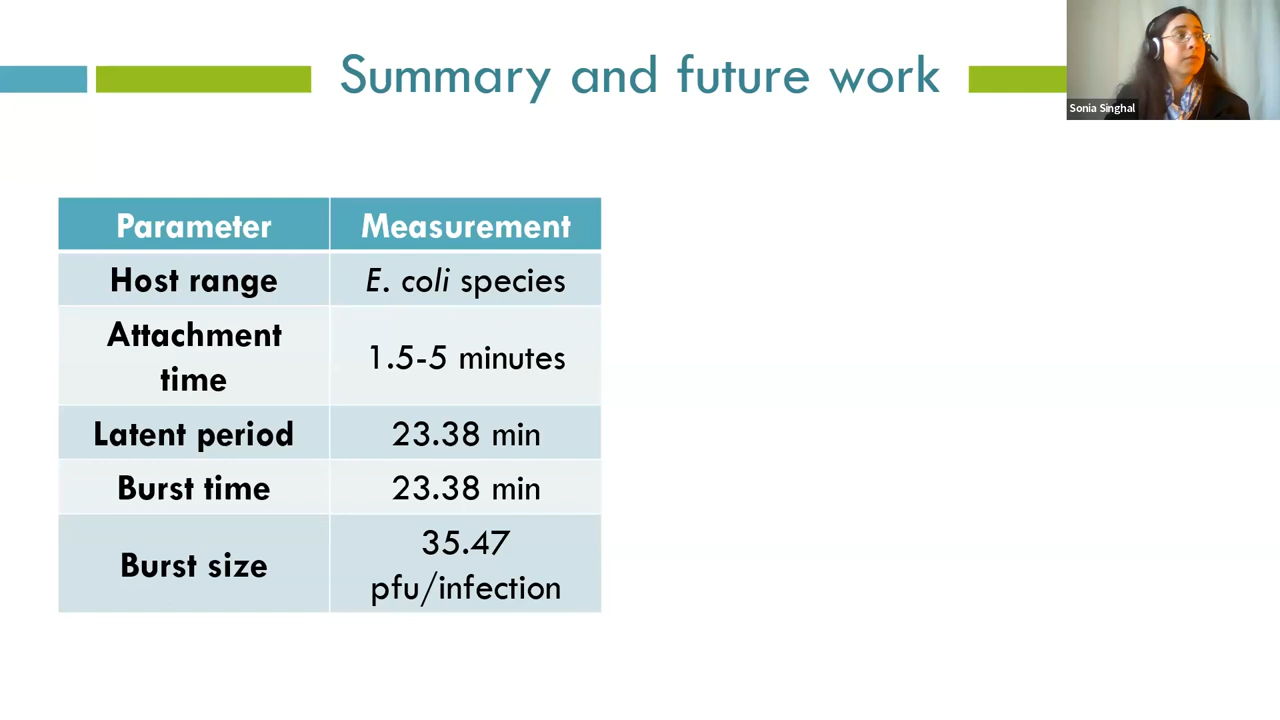 Summary and future work
Sonia Singhal
Parameter Measurement
Host range E. coli species
Attachment
time 1.5-5 minutes
Latent period 23.38 min
Burst time 23.38 min
Burst size 35.47
pfu/infection